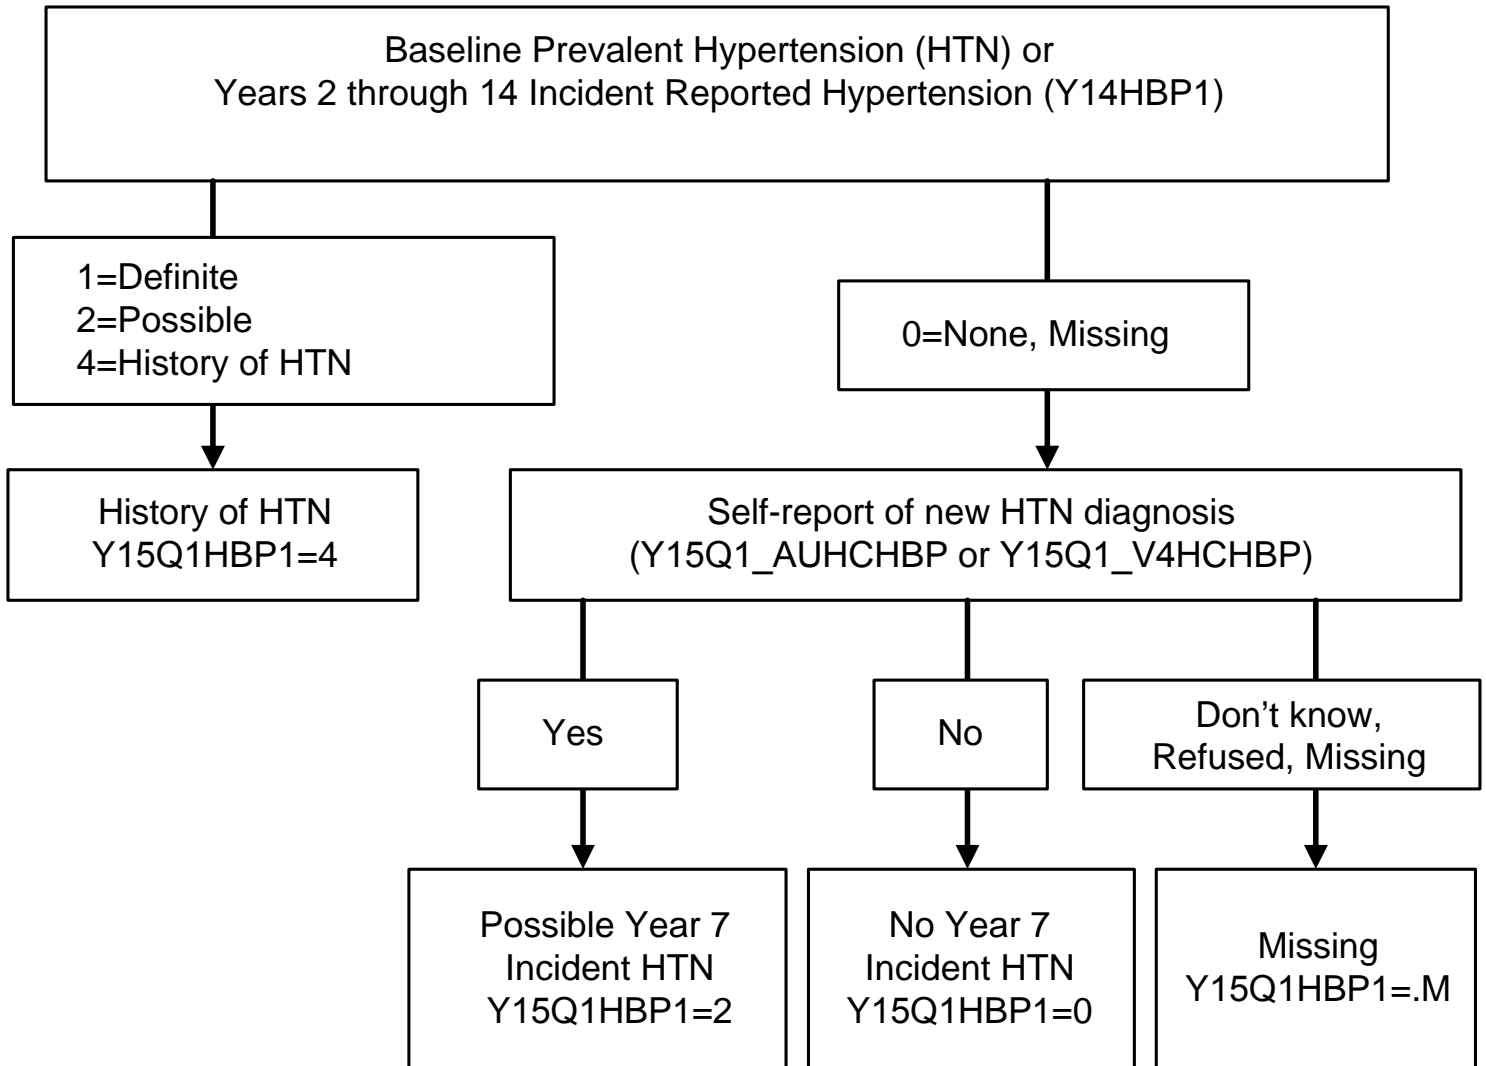 Baseline Prevalent Hypertension (HTN) or
Years 2 through 14 Incident Reported Hypertension (Y14HBP1)
1=Definite
2=Possible
4=History of HTN
0=None, Missing
History of HTN
Y15Q1HBP1=4
Self-report of new HTN diagnosis
(Y15Q1_AUHCHBP or Y15Q1_V4HCHBP)
Yes
No
Don’t know,
Refused, Missing
Possible Year 7
Incident HTN
Y15Q1HBP1=2
No Year 7
Incident HTN
Y15Q1HBP1=0
Missing
Y15Q1HBP1=.M